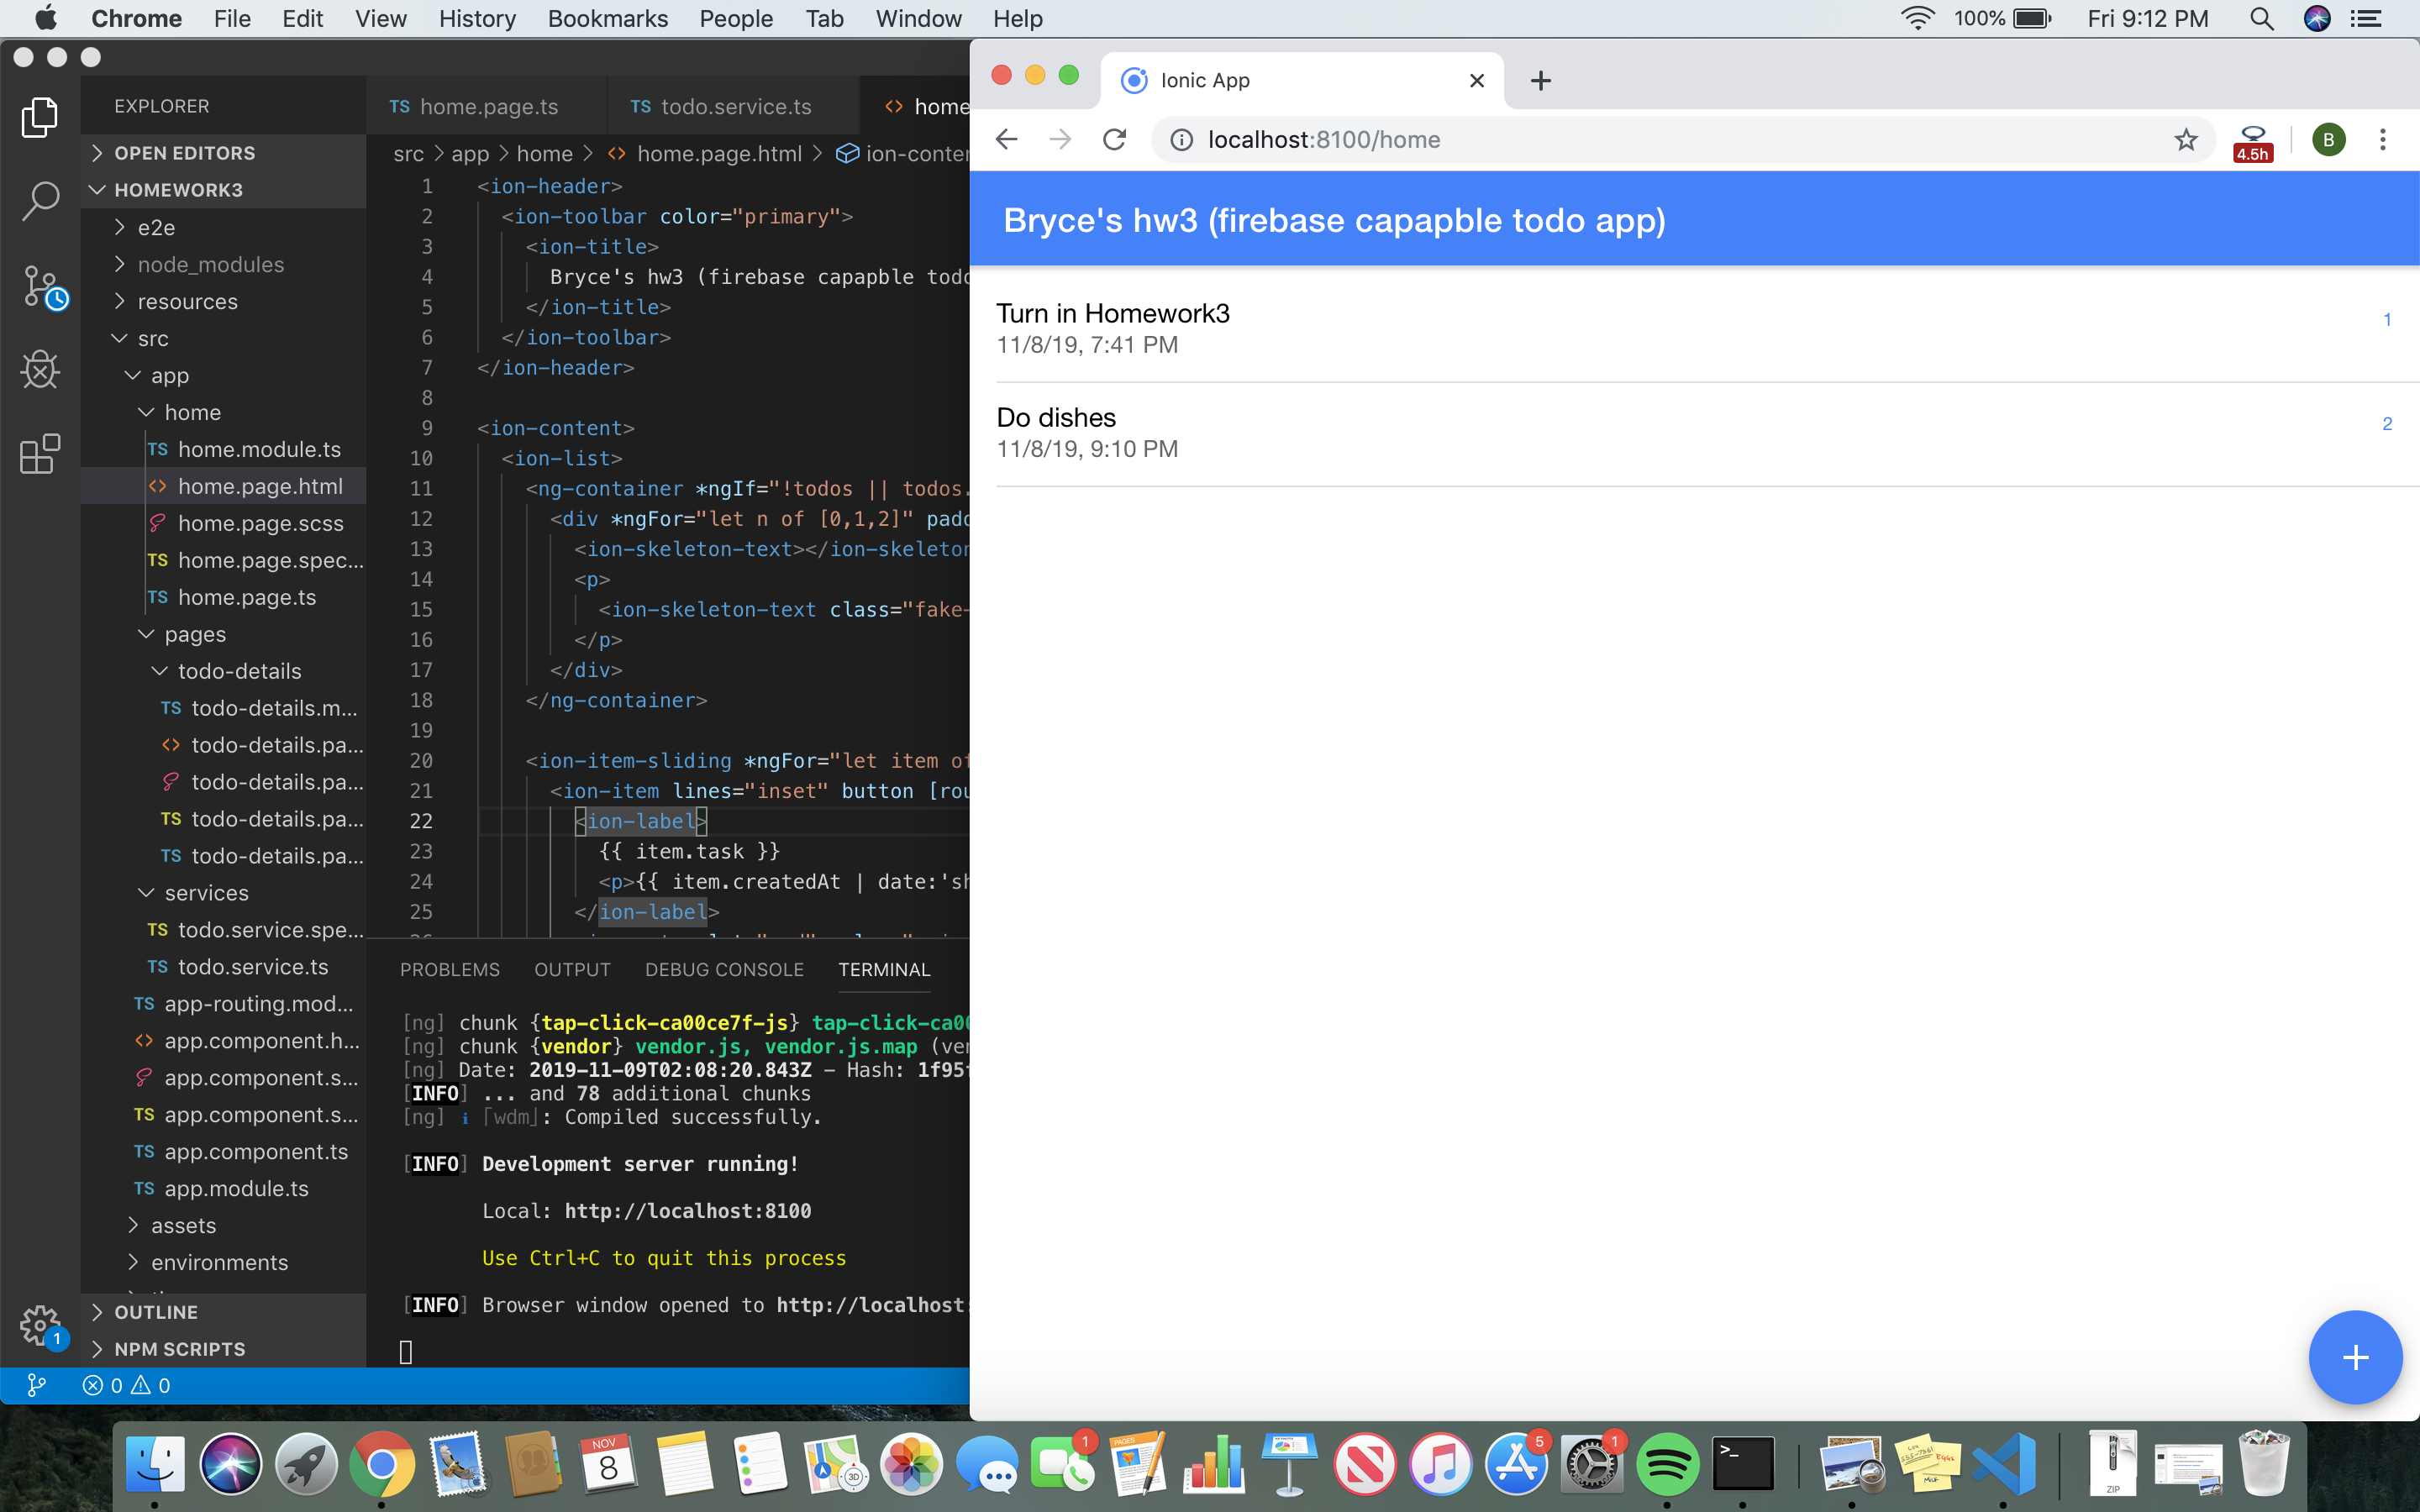 Chrome File Edit View History Bookmarks People Tab Window Help
100% Fri 9:12 PM
EXPLORER
OPEN EDITORS
HOMEWORK3
e2e
node_modules
resources
src
app
home
TS home.module.ts
<> home.page.html
home.page.scss
TS home.page.spec...
TS home.page.ts
pages
todo-details
TS todo-details.m...
<> todo-details.pa...
todo-details.pa...
TS todo-details.pa...
TS todo-details.pa...
services
TS todo.service.spe...
TS todo.service.ts
TS app-routing.mod...
<> app.component.h...
app.component.s...
TS app.component.s...
TS app.component.ts
TS app.module.ts
assets
environments
OUTLINE
NPM SCRIPTS
1
0 0
TS home.page.ts TS todo.service.ts <> home
src > app > home > <> home.page.html > ion-conter
1 <ion-header>
2 <ion-toolbar color="primary">
3 <ion-title>
4 Bryce's hw3 (firebase capapble todo
5 </ion-title>
6 </ion-toolbar>
7 </ion-header>
8
9 <ion-content>
10 <ion-list>
11 <ng-container *ngIf="!todos || todos.
12 <div *ngFor="let n of [0,1,2]" padd
13 <ion-skeleton-text></ion-skeleton
14 <p>
15 <ion-skeleton-text class="fake-
16 </p>
17 </div>
18 </ng-container>
19
20 <ion-item-sliding *ngFor="let item of
21 <ion-item lines="inset" button [rou
22 <ion-label>
23 {{ item.task }}
24 <p>{{ item.createdAt | date:'sh
25 </ion-label>
PROBLEMS OUTPUT DEBUG CONSOLE TERMINAL
[ng] chunk {tap-click-ca00ce7f-js} tap-click-ca00
[ng] chunk {vendor} vendor.js, vendor.js.map (ven
[ng] Date: 2019-11-09T02:08:20.843Z - Hash: 1f95f
[INFO] ... and 78 additional chunks
[ng] ℹ ｢wdm｣: Compiled successfully.
[INFO] Development server running!
Local: http://localhost:8100
Use Ctrl+C to quit this process
[INFO] Browser window opened to http://localhost:
Ionic App
localhost:8100/home
4.5h
B
Bryce's hw3 (firebase capapble todo app)
Turn in Homework3
1
11/8/19, 7:41 PM
Do dishes
2
11/8/19, 9:10 PM
+
NOV
8
3D
1
PAGES
5
1
>_
ZIP